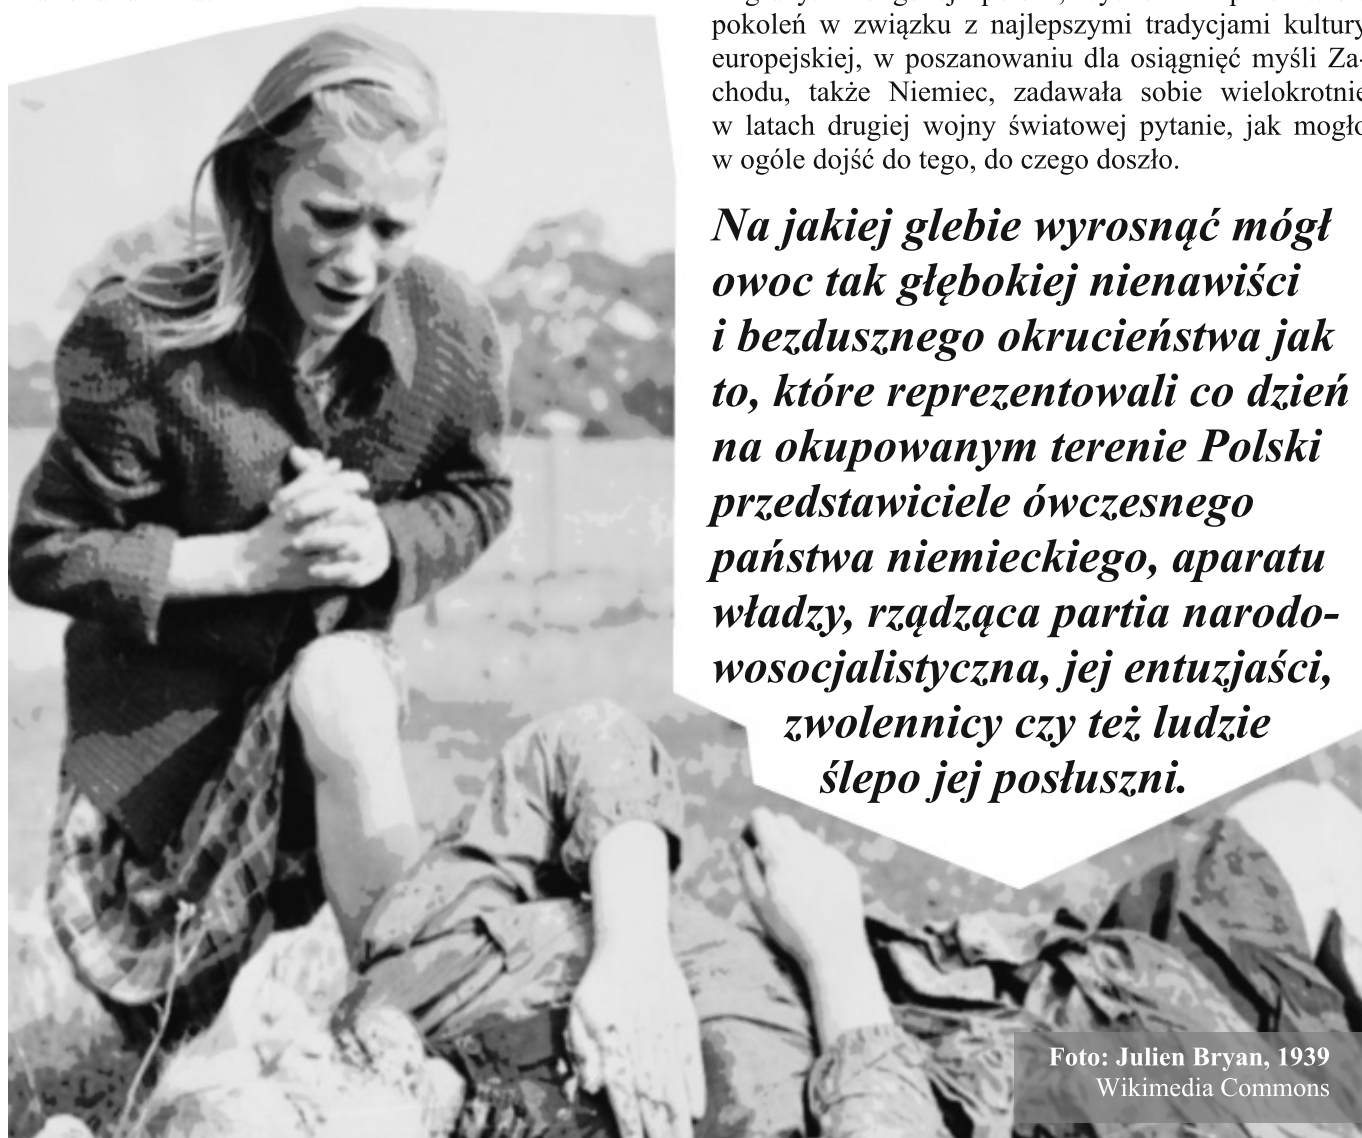 pokoleń w związku z najlepszymi tradycjami kultury
europejskiej, w poszanowaniu dla osiągnięć myśli Za-
chodu, także Niemiec, zadawała sobie wielokrotnie
w latach drugiej wojny światowej pytanie, jak mogło
w ogóle dojść do tego, do czego doszło.
Na jakiej glebie wyrosnąć mógł
owoc tak głębokiej nienawiści
i bezdusznego okrucieństwa jak
to, które reprezentowali co dzień
na okupowanym terenie Polski
przedstawiciele ówczesnego
państwa niemieckiego, aparatu
władzy, rządząca partia narodo-
wosocjalistyczna, jej entuzjaści,
zwolennicy czy też ludzie
ślepo jej posłuszni.
Foto: Julien Bryan, 1939
Wikimedia Commons